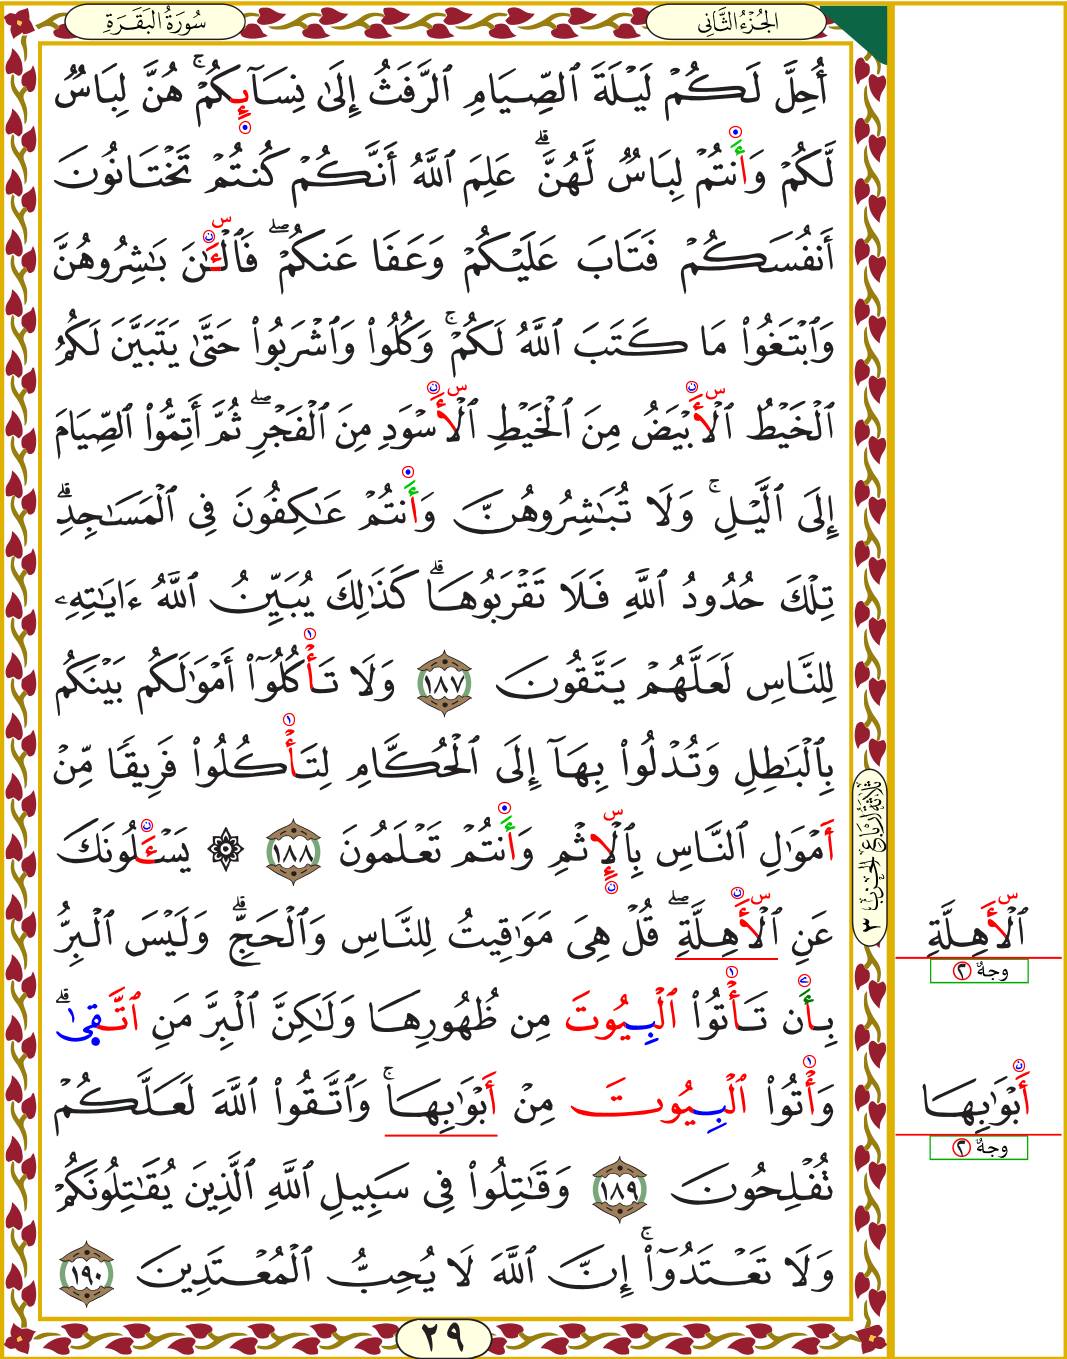 سُورَةُ البَقَرَةِ
الجُزْءُ الثَّانِي
أُحِلَّ لَكُمْ لَيْلَةَ ٱلصِّيَامِ ٱلرَّفَثُ إِلَىٰ نِسَآئِكُمْ ۚ هُنَّ لِبَاسٌ
لَّكُمْ وَأَنتُمْ لِبَاسٌ لَّهُنَّ ۗ عَلِمَ ٱللَّهُ أَنَّكُمْ كُنتُمْ تَخْتَانُونَ
أَنفُسَكُمْ فَتَابَ عَلَيْكُمْ وَعَفَا عَنكُمْ ۖ فَٱلْـَٔـٰنَ بَـٰشِرُوهُنَّ
وَٱبْتَغُوا۟ مَا كَتَبَ ٱللَّهُ لَكُمْ ۚ وَكُلُوا۟ وَٱشْرَبُوا۟ حَتَّىٰ يَتَبَيَّنَ لَكُمُ
ٱلْخَيْطُ ٱلْأَبْيَضُ مِنَ ٱلْخَيْطِ ٱلْأَسْوَدِ مِنَ ٱلْفَجْرِ ۖ ثُمَّ أَتِمُّوا۟ ٱلصِّيَامَ
إِلَى ٱلَّيْلِ ۚ وَلَا تُبَـٰشِرُوهُنَّ وَأَنتُمْ عَـٰكِفُونَ فِى ٱلْمَسَـٰجِدِ ۗ
تِلْكَ حُدُودُ ٱللَّهِ فَلَا تَقْرَبُوهَا ۗ كَذَٰلِكَ يُبَيِّنُ ٱللَّهُ ءَايَـٰتِهِۦ
لِلنَّاسِ لَعَلَّهُمْ يَتَّقُونَ ١٨٧ وَلَا تَأْكُلُوٓا۟ أَمْوَٰلَكُم بَيْنَكُم
بِٱلْبَـٰطِلِ وَتُدْلُوا۟ بِهَآ إِلَى ٱلْحُكَّامِ لِتَأْكُلُوا۟ فَرِيقًا مِّنْ
أَمْوَٰلِ ٱلنَّاسِ بِٱلْإِثْمِ وَأَنتُمْ تَعْلَمُونَ ١٨٨ ۞ يَسْـَٔلُونَكَ
عَنِ ٱلْأَهِلَّةِ ۖ قُلْ هِىَ مَوَٰقِيتُ لِلنَّاسِ وَٱلْحَجِّ ۗ وَلَيْسَ ٱلْبِرُّ
بِأَن تَأْتُوا۟ ٱلْبِيُوتَ مِن ظُهُورِهَا وَلَـٰكِنَّ ٱلْبِرَّ مَنِ ٱتَّقَىٰ ۗ
وَأْتُوا۟ ٱلْبِيُوتَ مِنْ أَبْوَٰبِهَا ۚ وَٱتَّقُوا۟ ٱللَّهَ لَعَلَّكُمْ
تُفْلِحُونَ ١٨٩ وَقَـٰتِلُوا۟ فِى سَبِيلِ ٱللَّهِ ٱلَّذِينَ يُقَـٰتِلُونَكُمْ
وَلَا تَعْتَدُوٓا۟ ۚ إِنَّ ٱللَّهَ لَا يُحِبُّ ٱلْمُعْتَدِينَ ١٩٠
ثلاثة أرباع الحزب ٣
ٱلْأَهِلَّةِ
وجهٌ ٢
أَبْوَٰبِهَا
وجهٌ ٢
٢٩